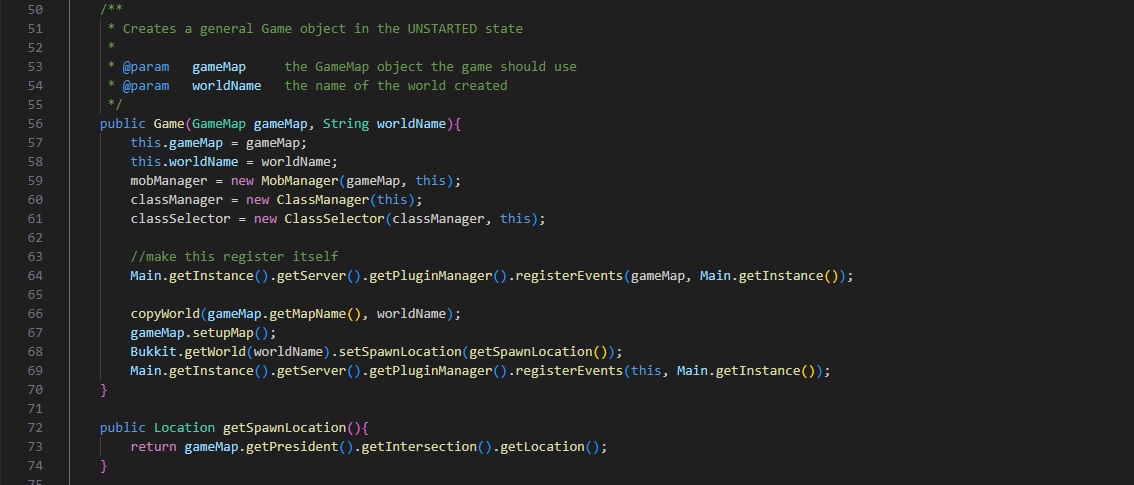 50 /**
51  * Creates a general Game object in the UNSTARTED state
52  *
53  * @param   gameMap     the GameMap object the game should use
54  * @param   worldName   the name of the world created
55  */
56 public Game(GameMap gameMap, String worldName){
57     this.gameMap = gameMap;
58     this.worldName = worldName;
59     mobManager = new MobManager(gameMap, this);
60     classManager = new ClassManager(this);
61     classSelector = new ClassSelector(classManager, this);
62
63     //make this register itself
64     Main.getInstance().getServer().getPluginManager().registerEvents(gameMap, Main.getInstance());
65
66     copyWorld(gameMap.getMapName(), worldName);
67     gameMap.setupMap();
68     Bukkit.getWorld(worldName).setSpawnLocation(getSpawnLocation());
69     Main.getInstance().getServer().getPluginManager().registerEvents(this, Main.getInstance());
70 }
71
72 public Location getSpawnLocation(){
73     return gameMap.getPresident().getIntersection().getLocation();
74 }
75